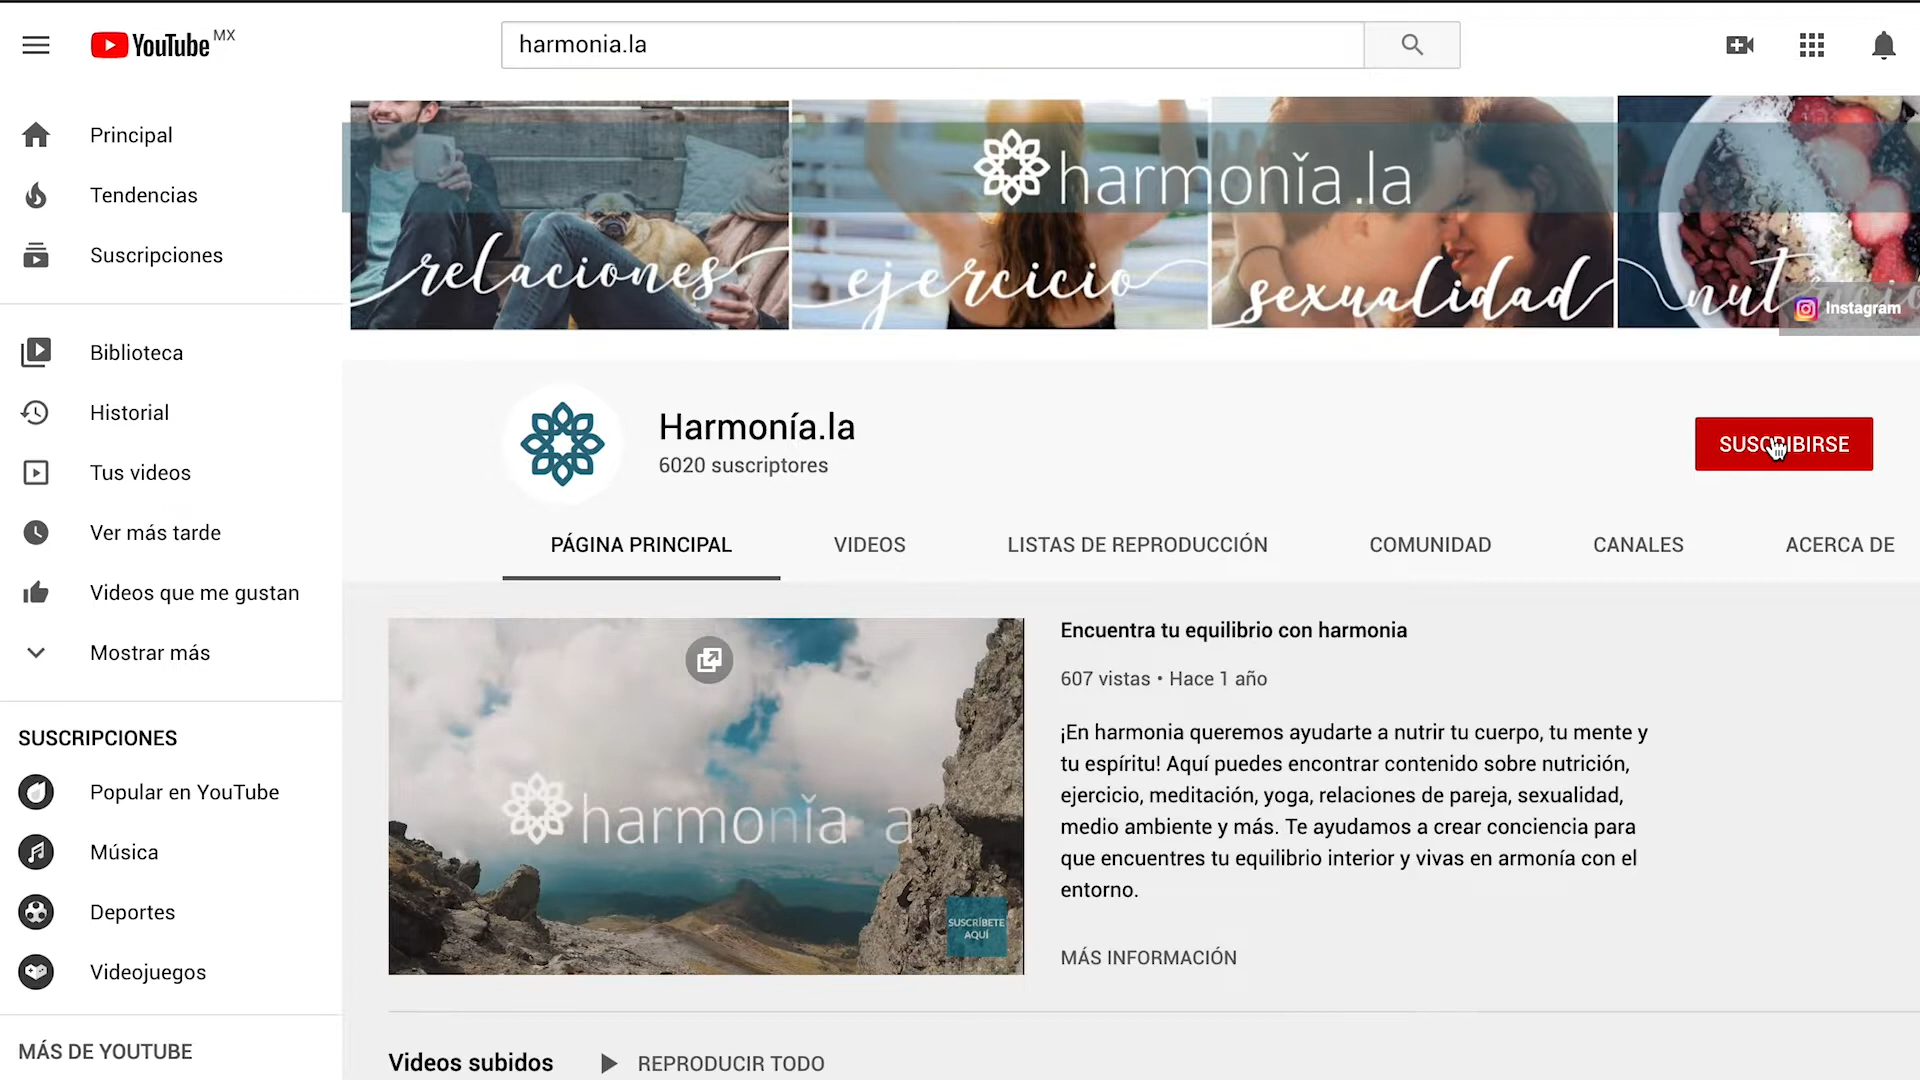 YouTube MX
harmonia.la
Principal
Tendencias
Suscripciones
Biblioteca
Historial
Tus videos
Ver más tarde
Videos que me gustan
Mostrar más
SUSCRIPCIONES
Popular en YouTube
Música
Deportes
Videojuegos
MÁS DE YOUTUBE
harmonia.la
relaciones
ejercicio
sexualidad
Instagram
Harmonía.la
6020 suscriptores
SUSCRIBIRSE
PÁGINA PRINCIPAL
VIDEOS
LISTAS DE REPRODUCCIÓN
COMUNIDAD
CANALES
ACERCA DE
harmonia a
SUSCRÍBETE
AQUÍ
Encuentra tu equilibrio con harmonia
607 vistas • Hace 1 año
¡En harmonia queremos ayudarte a nutrir tu cuerpo, tu mente y
tu espíritu! Aquí puedes encontrar contenido sobre nutrición,
ejercicio, meditación, yoga, relaciones de pareja, sexualidad,
medio ambiente y más. Te ayudamos a crear conciencia para
que encuentres tu equilibrio interior y vivas en armonía con el
entorno.
MÁS INFORMACIÓN
Videos subidos
REPRODUCIR TODO